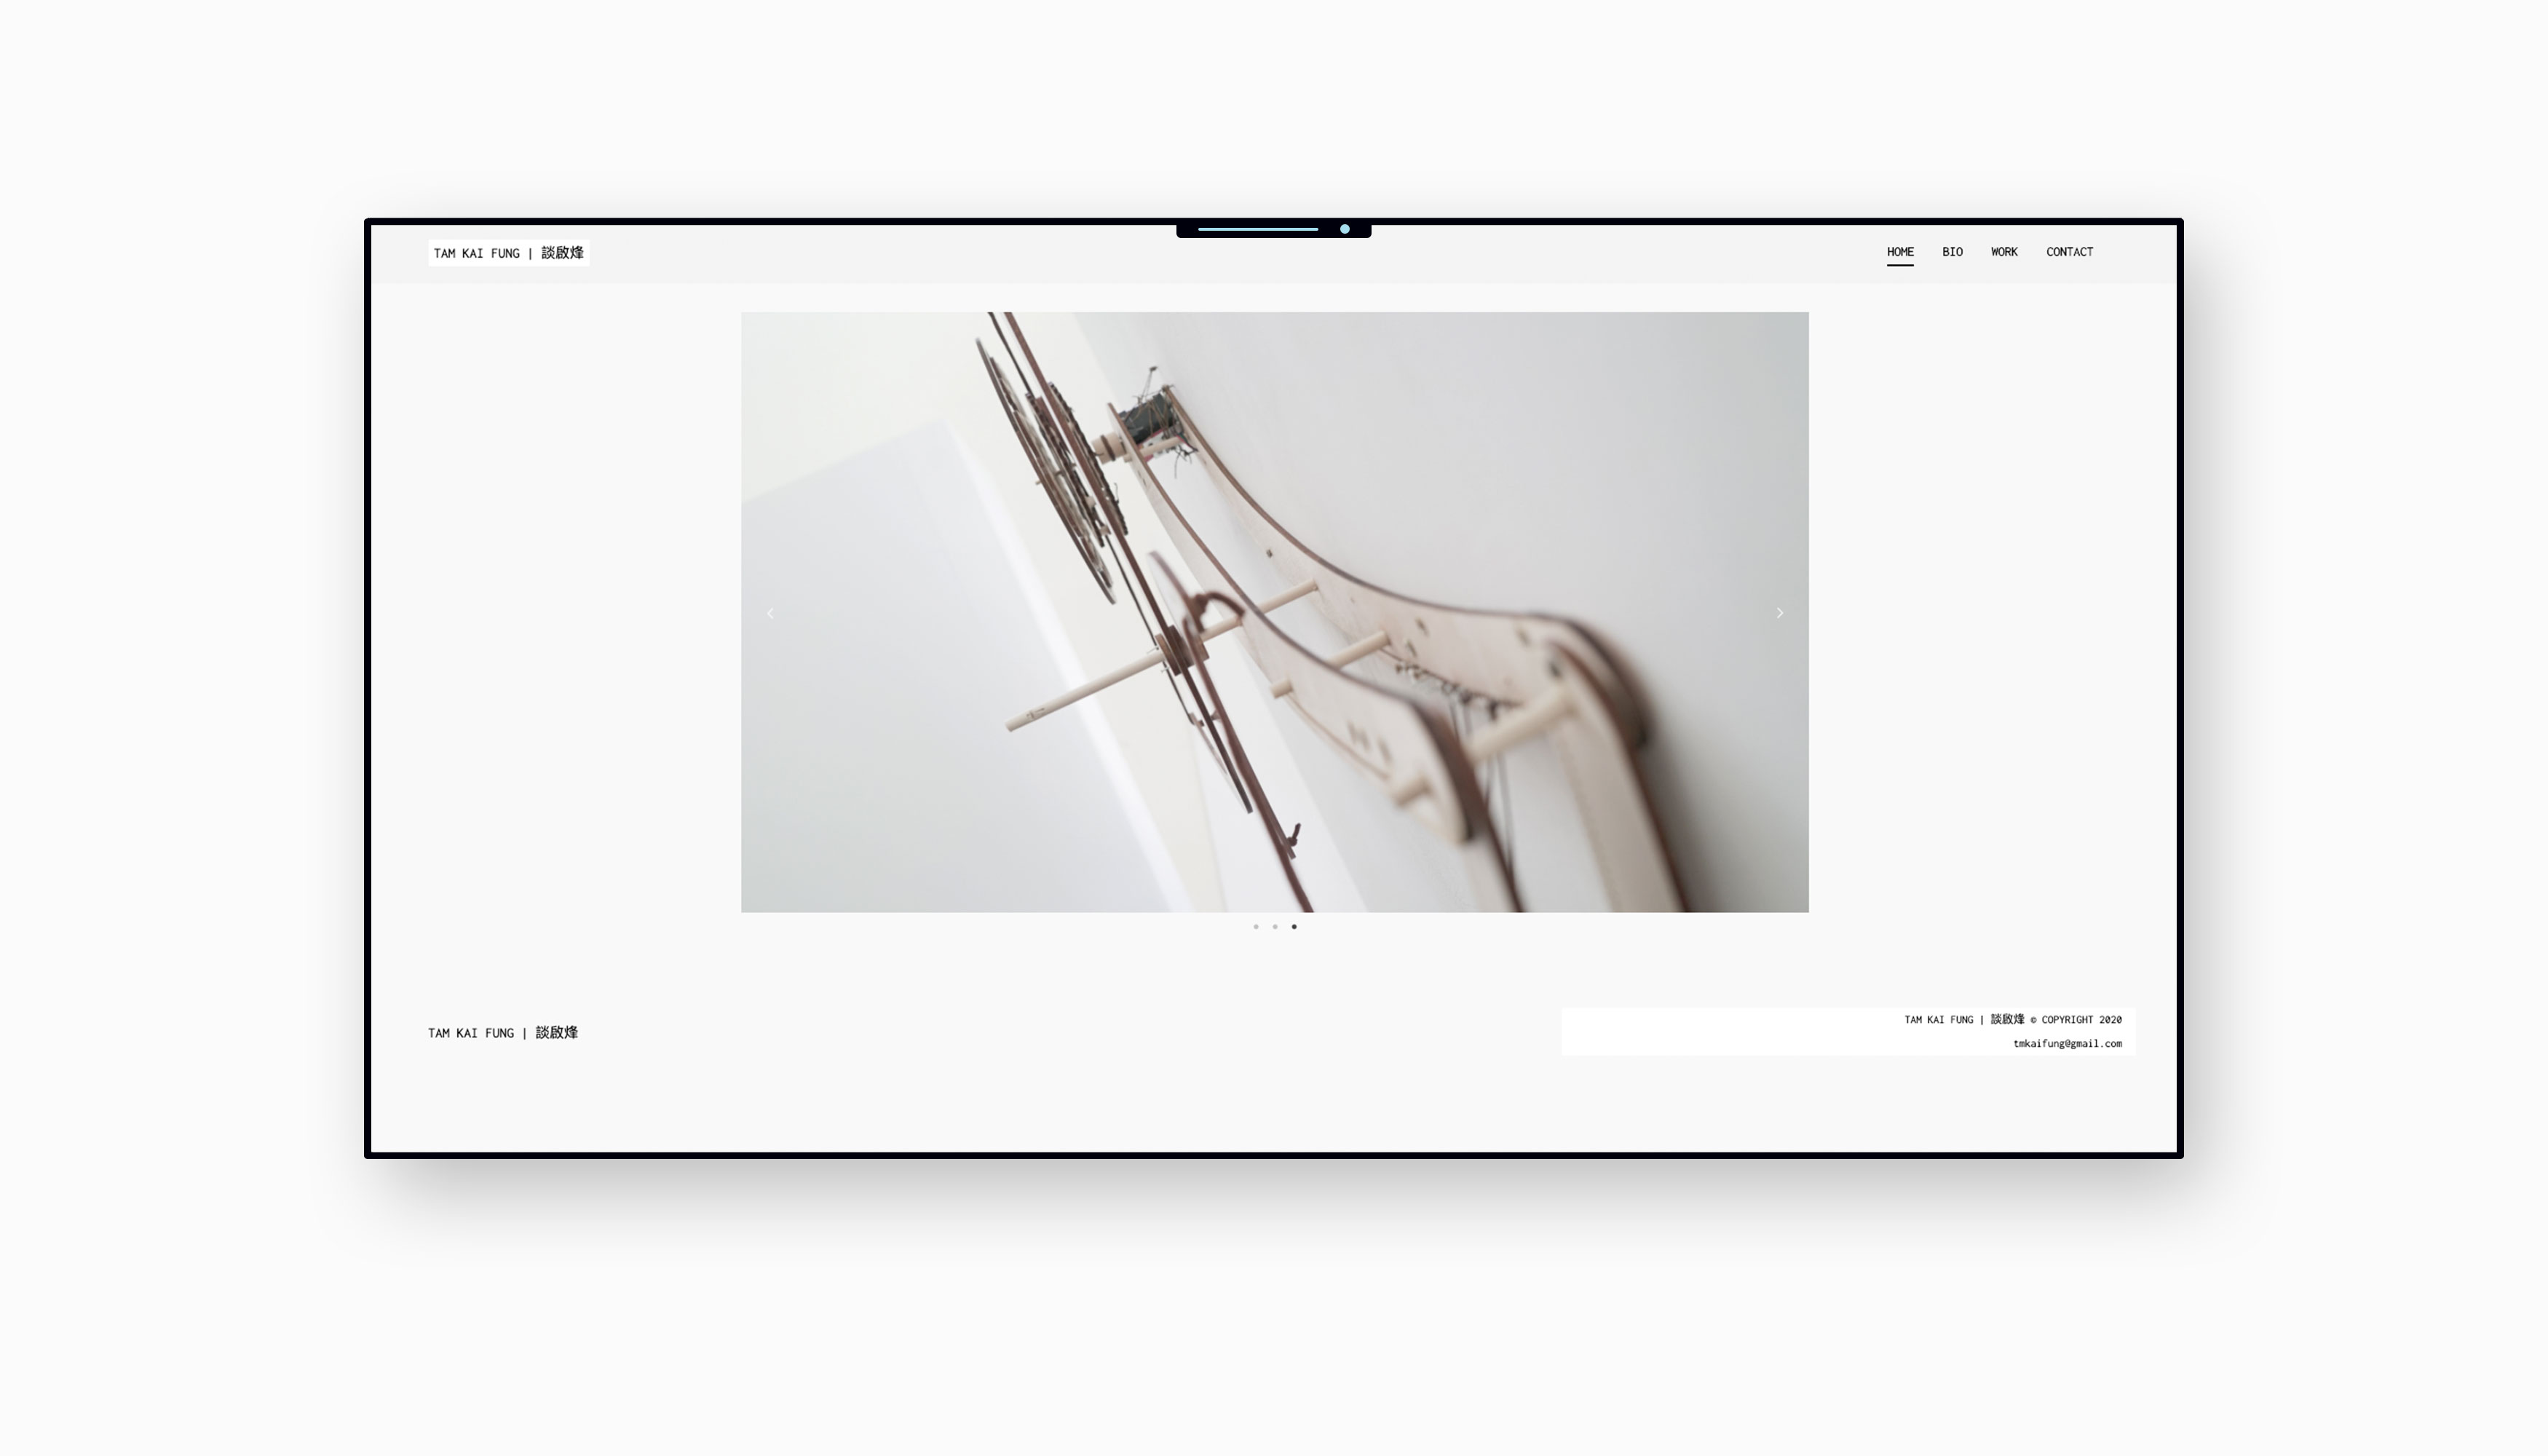 TAM KAI FUNG | 談啟烽
HOME BIO WORK CONTACT
TAM KAI FUNG | 談啟烽
TAM KAI FUNG | 談啟烽 © COPYRIGHT 2020
tmkaifung@gmail.com